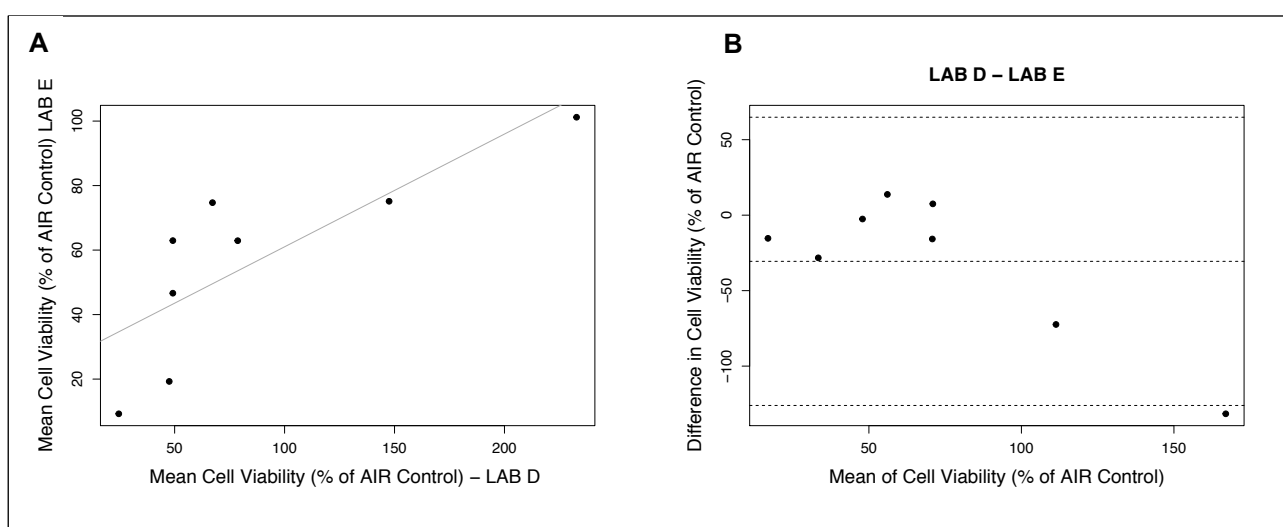 A
Mean Cell Viability (% of AIR Control) LAB E
100
80
60
40
20
50
100
150
200
Mean Cell Viability (% of AIR Control) – LAB D
B
LAB D – LAB E
Difference in Cell Viability (% of AIR Control)
50
0
−50
−100
50
100
150
Mean of Cell Viability (% of AIR Control)